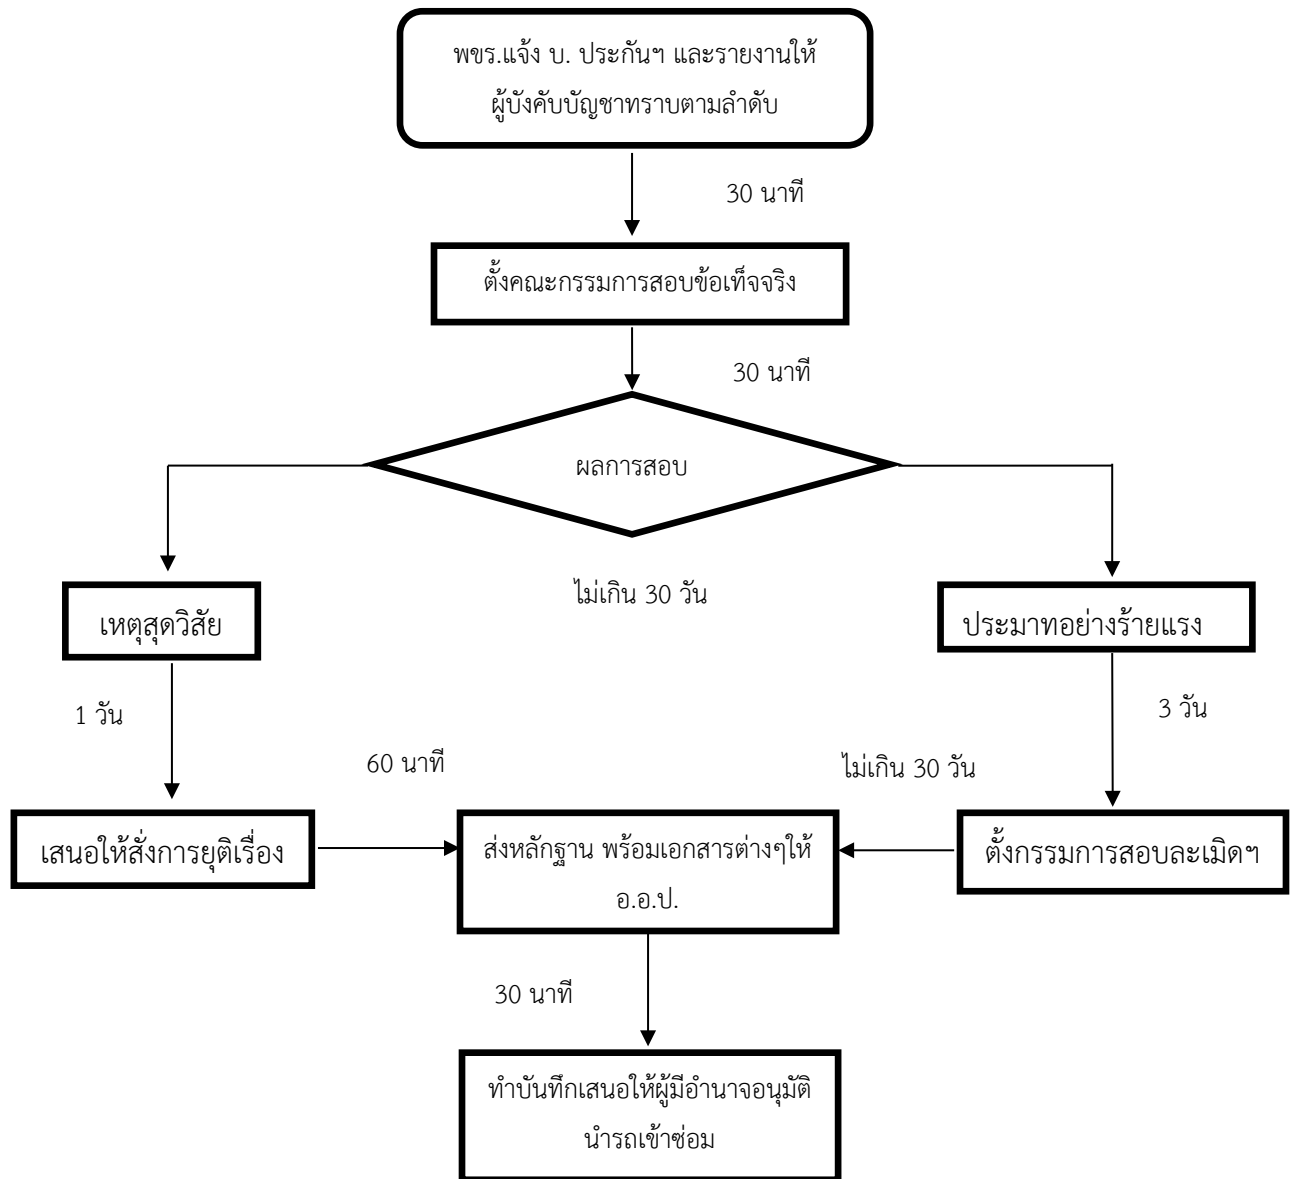 พขร.แจ้ง บ. ประกันฯ และรายงานให้
ผู้บังคับบัญชาทราบตามลำดับ
30 นาที
ตั้งคณะกรรมการสอบข้อเท็จจริง
30 นาที
ผลการสอบ
ไม่เกิน 30 วัน
เหตุสุดวิสัย
ประมาทอย่างร้ายแรง
1 วัน
3 วัน
60 นาที
ไม่เกิน 30 วัน
เสนอให้สั่งการยุติเรื่อง
ส่งหลักฐาน พร้อมเอกสารต่างๆให้
อ.อ.ป.
ตั้งกรรมการสอบละเมิดฯ
30 นาที
ทำบันทึกเสนอให้ผู้มีอำนาจอนุมัติ
นำรถเข้าซ่อม